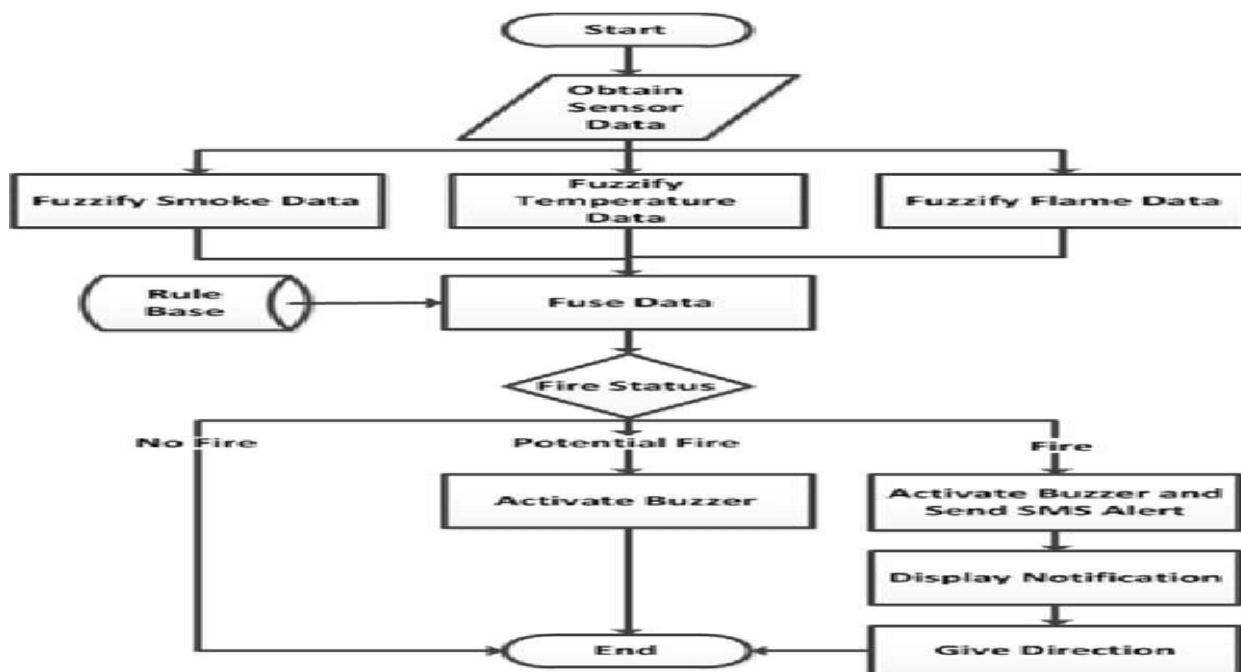 Start
Obtain
Sensor
Data
Fuzzify Smoke Data
Fuzzify
Temperature
Data
Fuzzify Flame Data
Rule
Base
Fuse Data
Fire Status
No Fire
Potential Fire
Fire
Activate Buzzer
Activate Buzzer and
Send SMS Alert
Display Notification
End
Give Direction